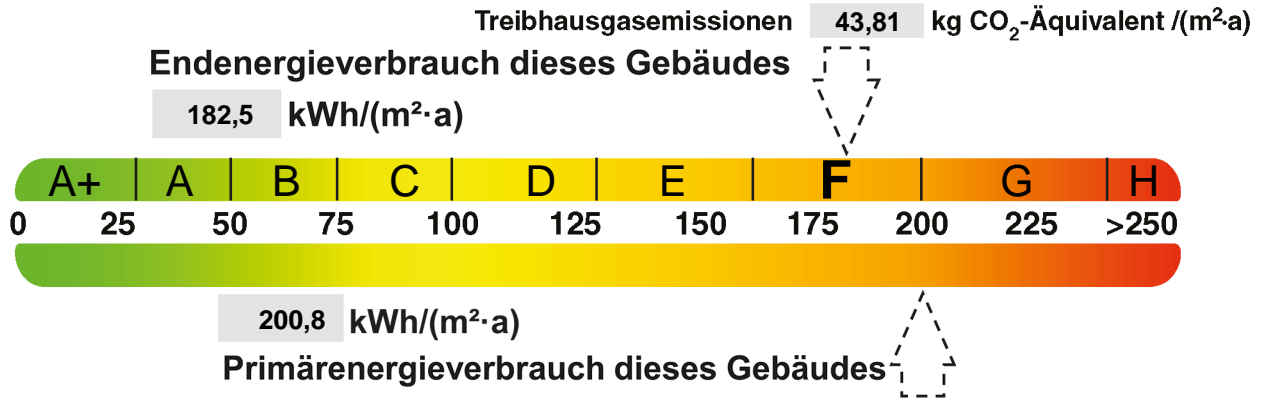 Treibhausgasemissionen 43,81 kg CO₂-Äquivalent /(m²·a)
Endenergieverbrauch dieses Gebäudes
182,5 kWh/(m²·a)
A+ A B C D E F G H
0 25 50 75 100 125 150 175 200 225 >250
200,8 kWh/(m²·a)
Primärenergieverbrauch dieses Gebäudes